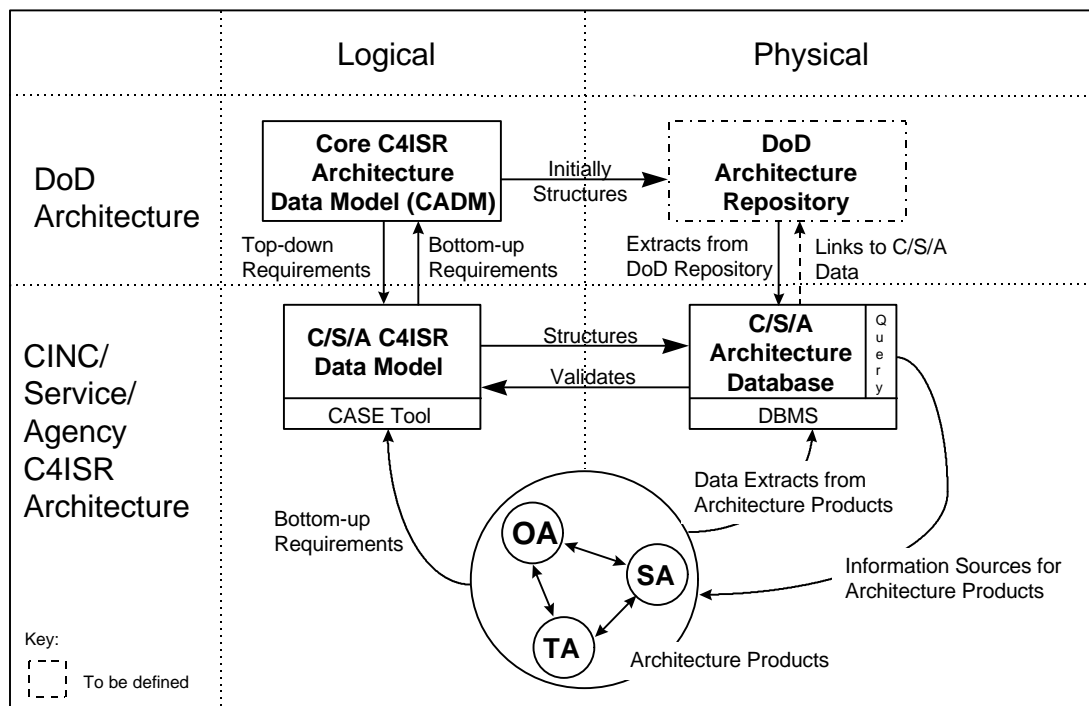 Logical
Physical
DoD
Architecture
Core C4ISR
Architecture
Data Model (CADM)
Initially
Structures
DoD
Architecture
Repository
Top-down
Requirements
Bottom-up
Requirements
Extracts from
DoD Repository
Links to C/S/A
Data
CINC/
Service/
Agency
C4ISR
Architecture
C/S/A C4ISR
Data Model
CASE Tool
Structures
Validates
C/S/A
Architecture
Database
Query
DBMS
Bottom-up
Requirements
Data Extracts from
Architecture Products
OA
SA
TA
Information Sources for
Architecture Products
Architecture Products
Key:
To be defined